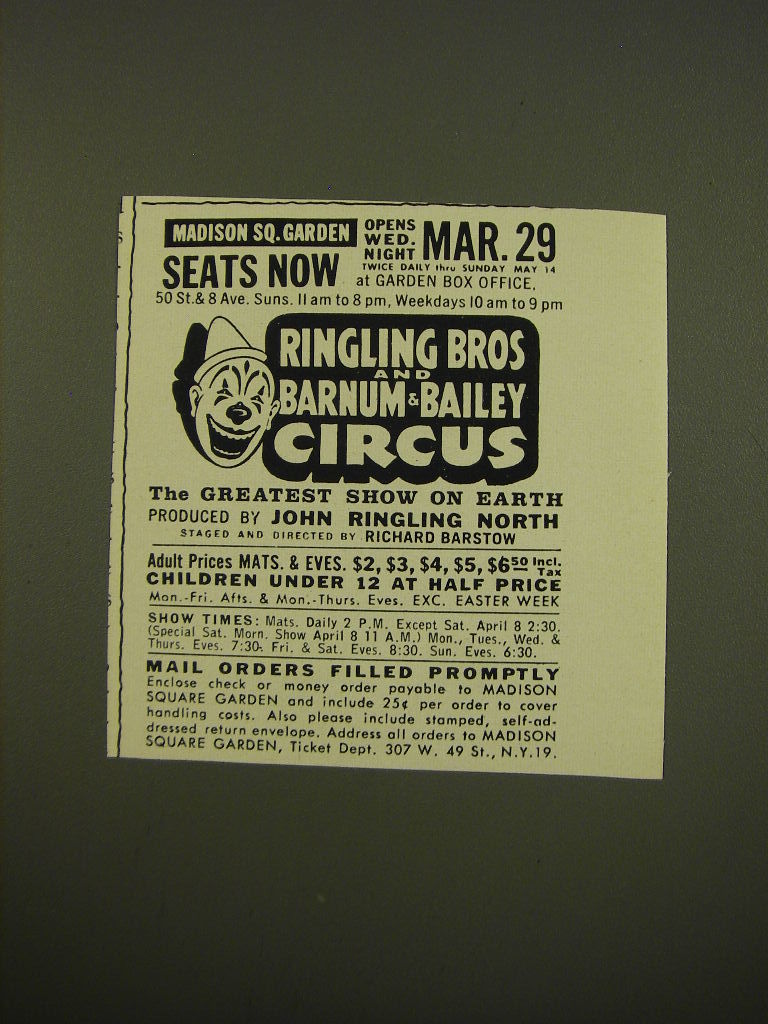 MADISON SQ. GARDEN
OPENS
WED.
NIGHT
MAR. 29
TWICE DAILY thru SUNDAY MAY 14
SEATS NOW
at GARDEN BOX OFFICE,
50 St. & 8 Ave. Suns. 11 am to 8 pm, Weekdays 10 am to 9 pm
RINGLING BROS
AND
BARNUM & BAILEY
CIRCUS
The GREATEST SHOW ON EARTH
PRODUCED BY JOHN RINGLING NORTH
STAGED AND DIRECTED BY RICHARD BARSTOW
Adult Prices MATS. & EVES. $2, $3, $4, $5, $650 Incl. Tax
CHILDREN UNDER 12 AT HALF PRICE
Mon.-Fri. Afts. & Mon.-Thurs. Eves. EXC. EASTER WEEK
SHOW TIMES: Mats. Daily 2 P.M. Except Sat. April 8 2:30.
(Special Sat. Morn. Show April 8 11 A.M.) Mon., Tues., Wed. &
Thurs. Eves. 7:30. Fri. & Sat. Eves. 8:30. Sun. Eves. 6:30.
MAIL ORDERS FILLED PROMPTLY
Enclose check or money order payable to MADISON
SQUARE GARDEN and include 25¢ per order to cover
handling costs. Also please include stamped, self-ad-
dressed return envelope. Address all orders to MADISON
SQUARE GARDEN, Ticket Dept. 307 W. 49 St., N.Y. 19.